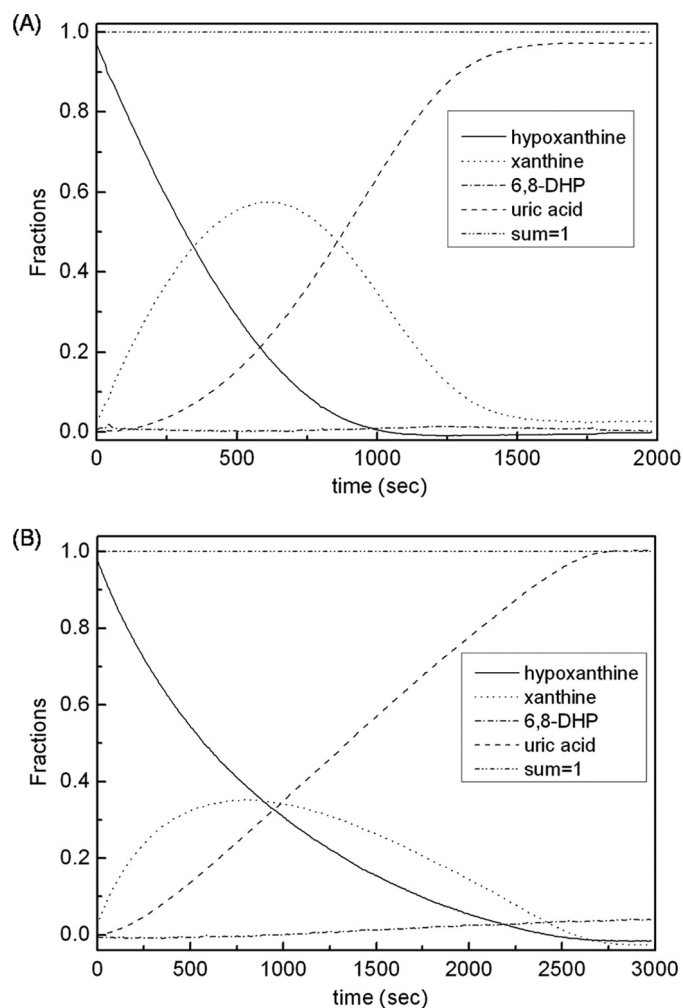 (A)
1.0
0.8
0.6
0.4
0.2
0.0
Fractions
hypoxanthine
xanthine
6,8-DHP
uric acid
sum=1
0 500 1000 1500 2000
time (sec)
(B)
1.0
0.8
0.6
0.4
0.2
0.0
Fractions
hypoxanthine
xanthine
6,8-DHP
uric acid
sum=1
0 500 1000 1500 2000 2500 3000
time (sec)